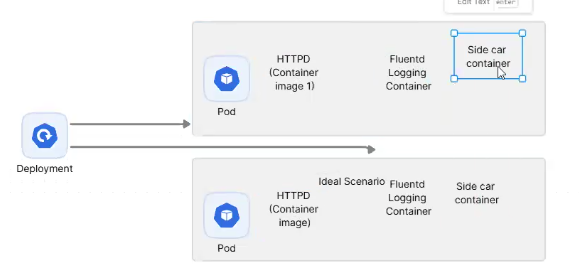 Edit Text enter
HTTPD
(Container
image 1)
Fluentd
Logging
Container
Side car
container
Pod
Deployment
Ideal Scenario
HTTPD
(Container
image)
Fluentd
Logging
Container
Side car
container
Pod